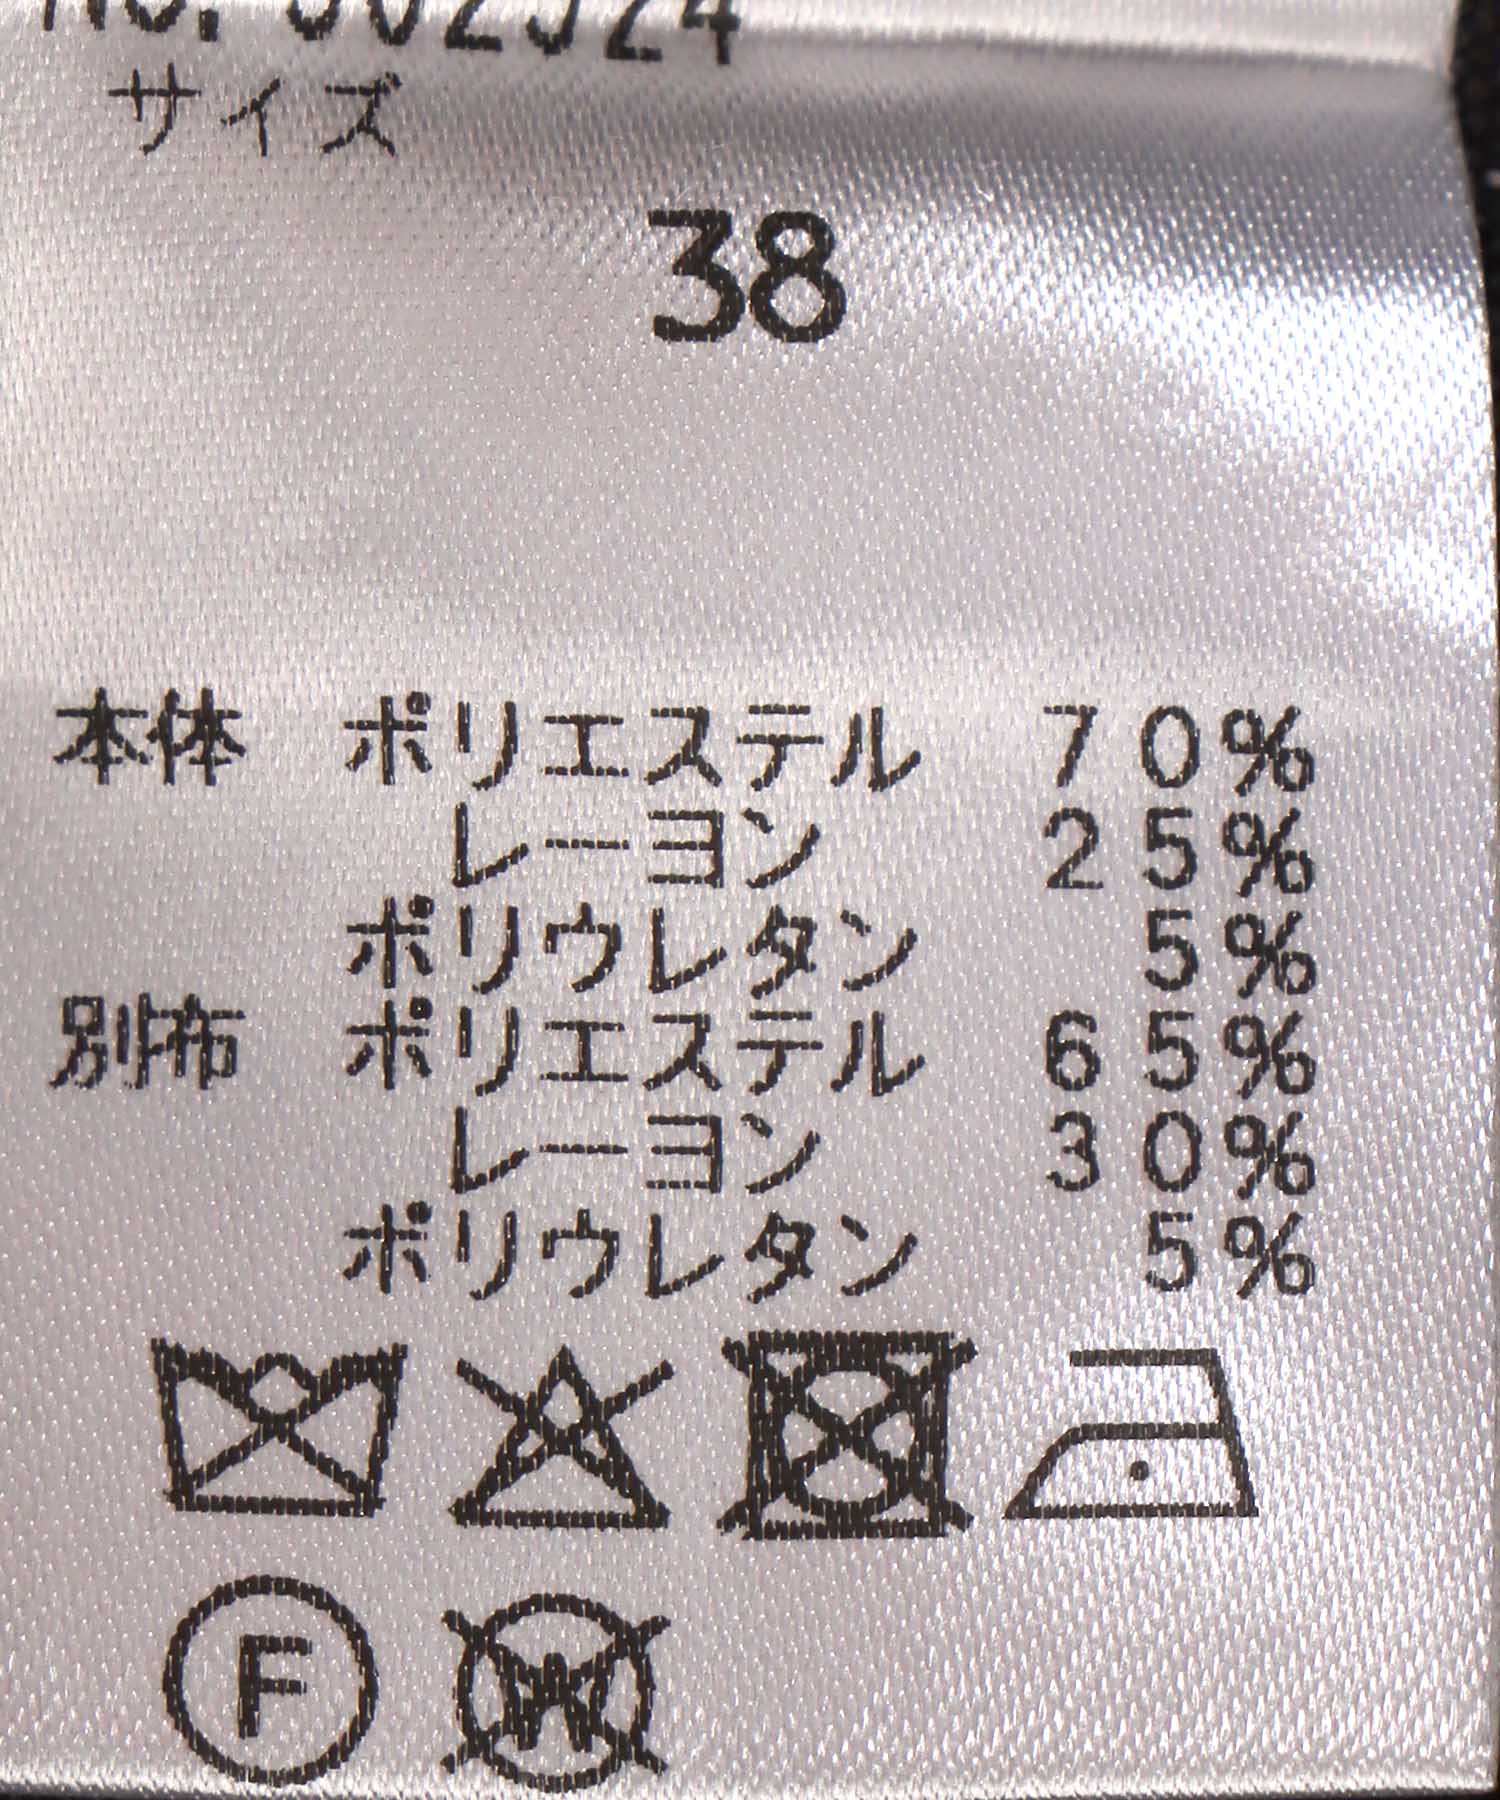 サイズ
38
本体 ポリエステル 70%
レーヨン 25%
ポリウレタン 5%
別布 ポリエステル 65%
レーヨン 30%
ポリウレタン 5%
F
W